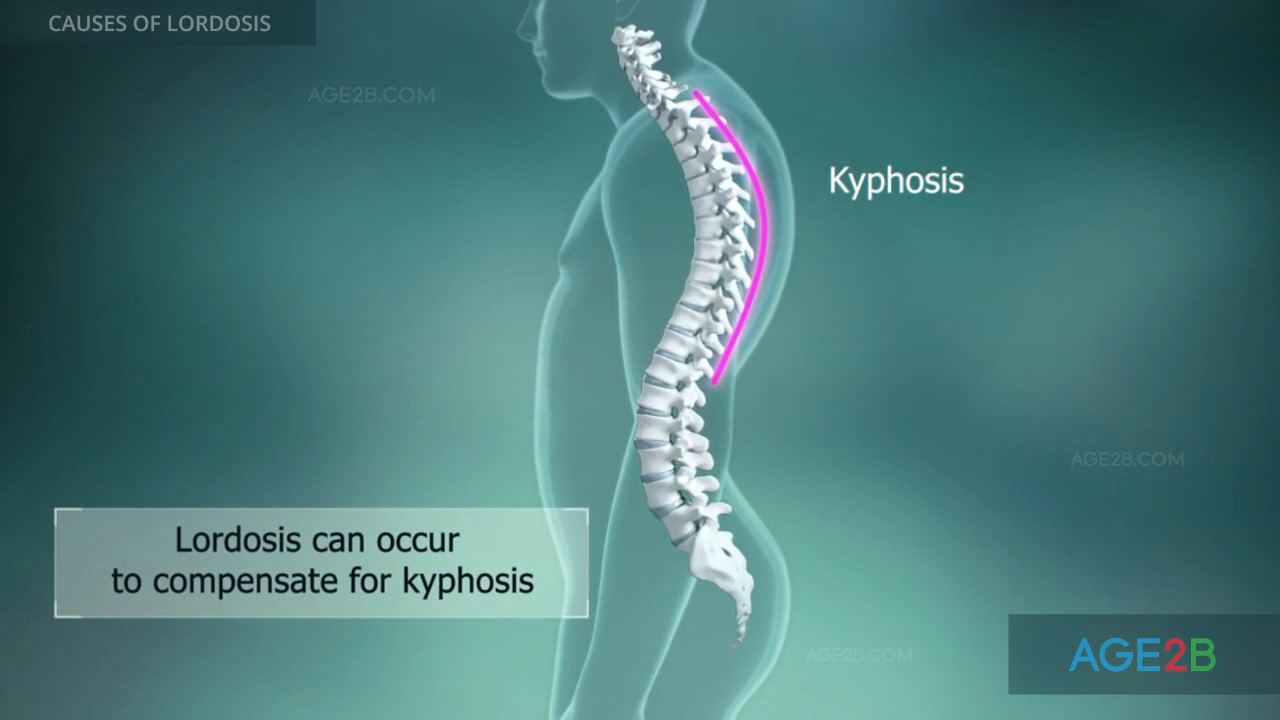 CAUSES OF LORDOSIS
AGE2B.COM
Kyphosis
AGE2B.COM
Lordosis can occur
to compensate for kyphosis
AGE2B.COM
AGE2B